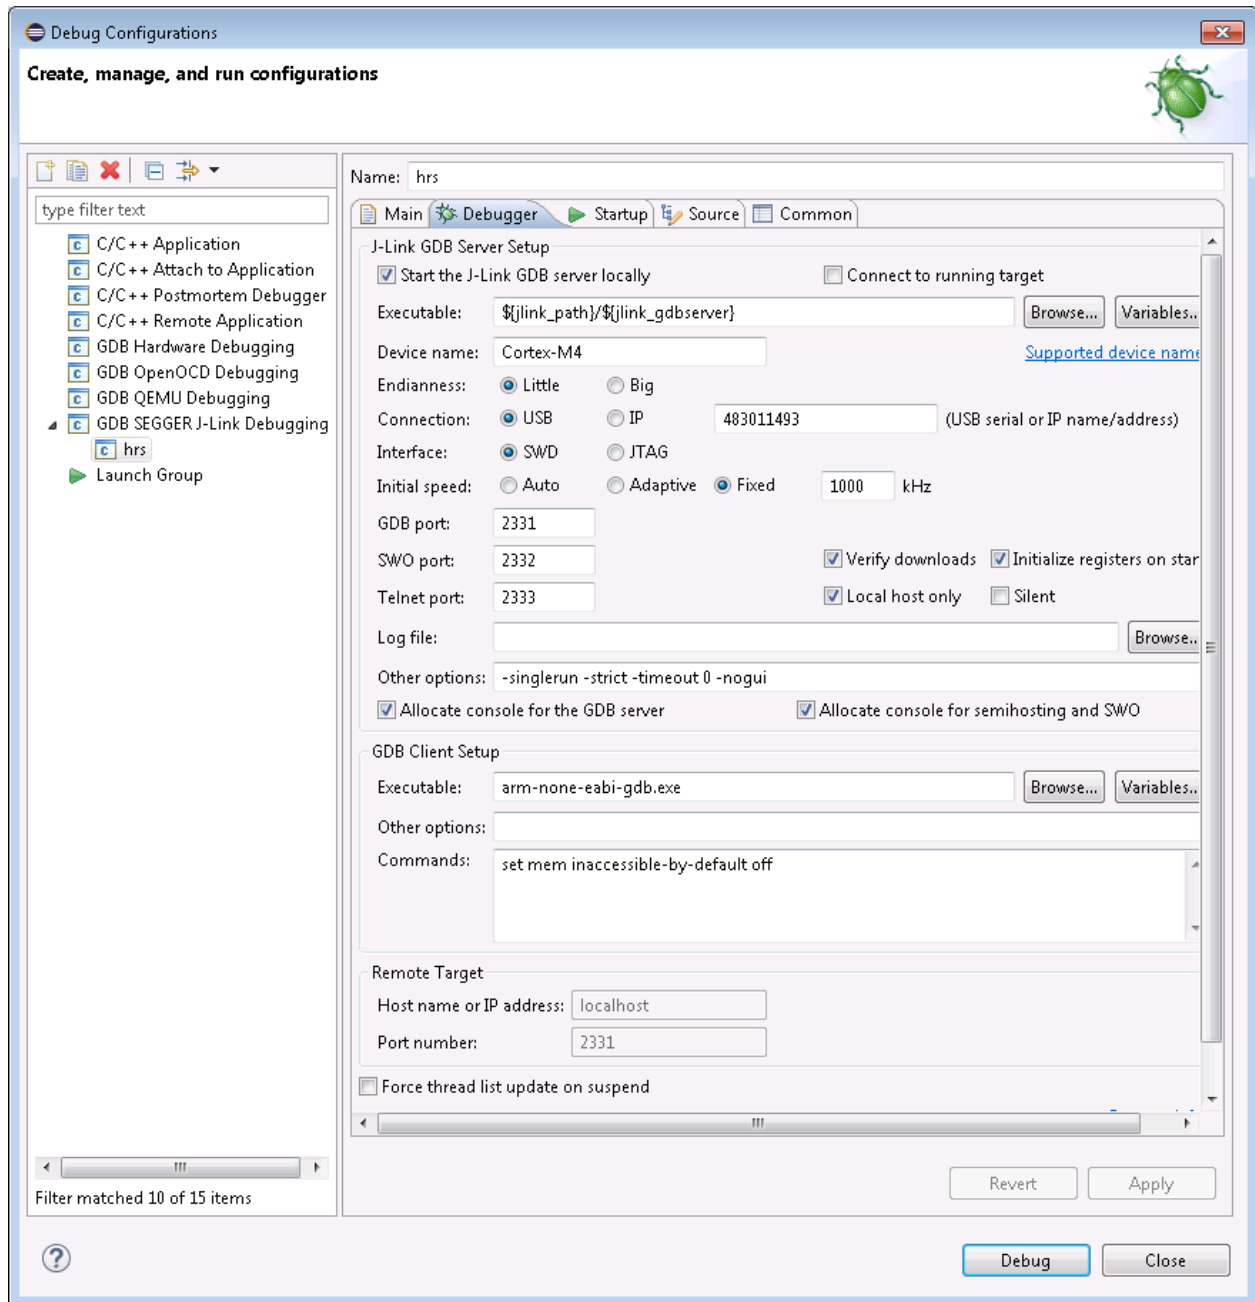 Debug Configurations
Create, manage, and run configurations
type filter text
C/C++ Application
C/C++ Attach to Application
C/C++ Postmortem Debugger
C/C++ Remote Application
GDB Hardware Debugging
GDB OpenOCD Debugging
GDB QEMU Debugging
GDB SEGGER J-Link Debugging
hrs
Launch Group
Filter matched 10 of 15 items
Name: hrs
Main Debugger Startup Source Common
J-Link GDB Server Setup
Start the J-Link GDB server locally Connect to running target
Executable: ${jlink_path}/${jlink_gdbserver} Browse... Variables..
Device name: Cortex-M4 Supported device name
Endianness: Little Big
Connection: USB IP 483011493 (USB serial or IP name/address)
Interface: SWD JTAG
Initial speed: Auto Adaptive Fixed 1000 kHz
GDB port: 2331
SWO port: 2332 Verify downloads Initialize registers on star
Telnet port: 2333 Local host only Silent
Log file: Browse..
Other options: -singlerun -strict -timeout 0 -nogui
Allocate console for the GDB server Allocate console for semihosting and SWO
GDB Client Setup
Executable: arm-none-eabi-gdb.exe Browse... Variables..
Other options:
Commands: set mem inaccessible-by-default off
Remote Target
Host name or IP address: localhost
Port number: 2331
Force thread list update on suspend
Revert Apply
Debug Close